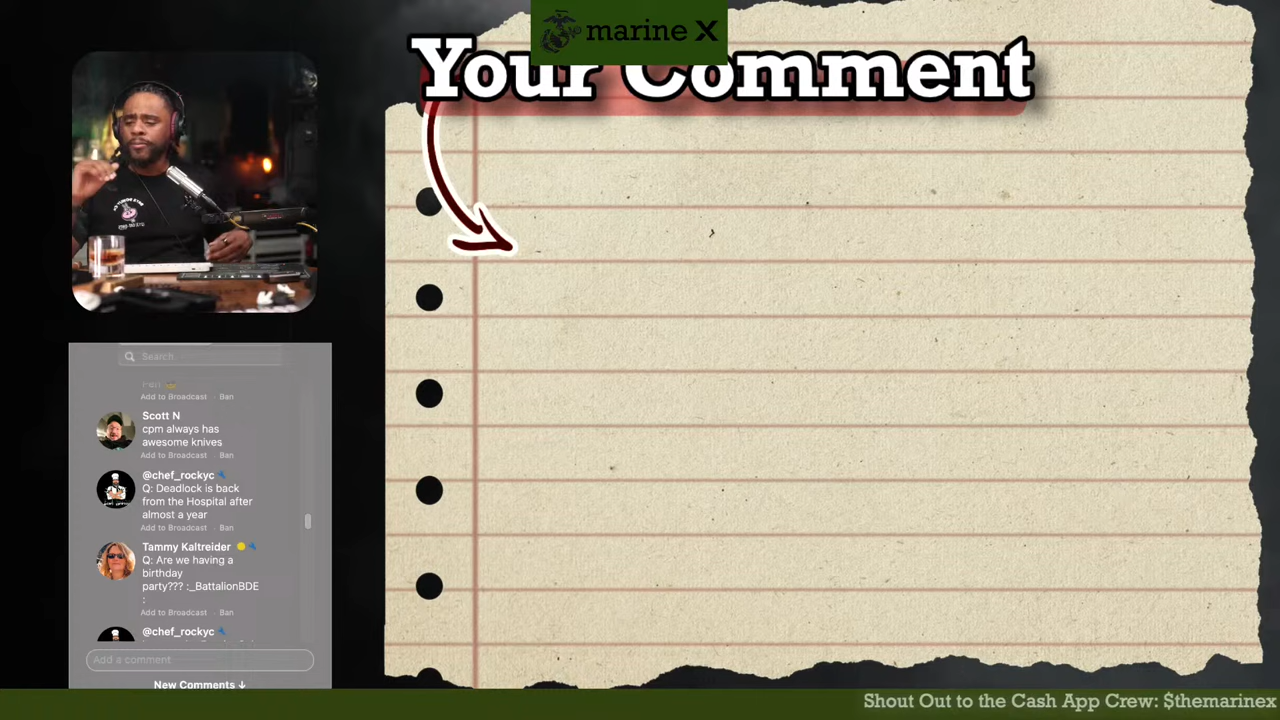 marine X
Your Comment
Search
Add to Broadcast · Ban
Scott N
cpm always has
awesome knives
Add to Broadcast · Ban
@chef_rockyc
Q: Deadlock is back
from the Hospital after
almost a year
Add to Broadcast · Ban
Tammy Kaltreider
Q: Are we having a
birthday
party??? :_BattalionBDE
:
Add to Broadcast · Ban
@chef_rockyc
Add a comment
New Comments ↓
Shout Out to the Cash App Crew: $themarinex